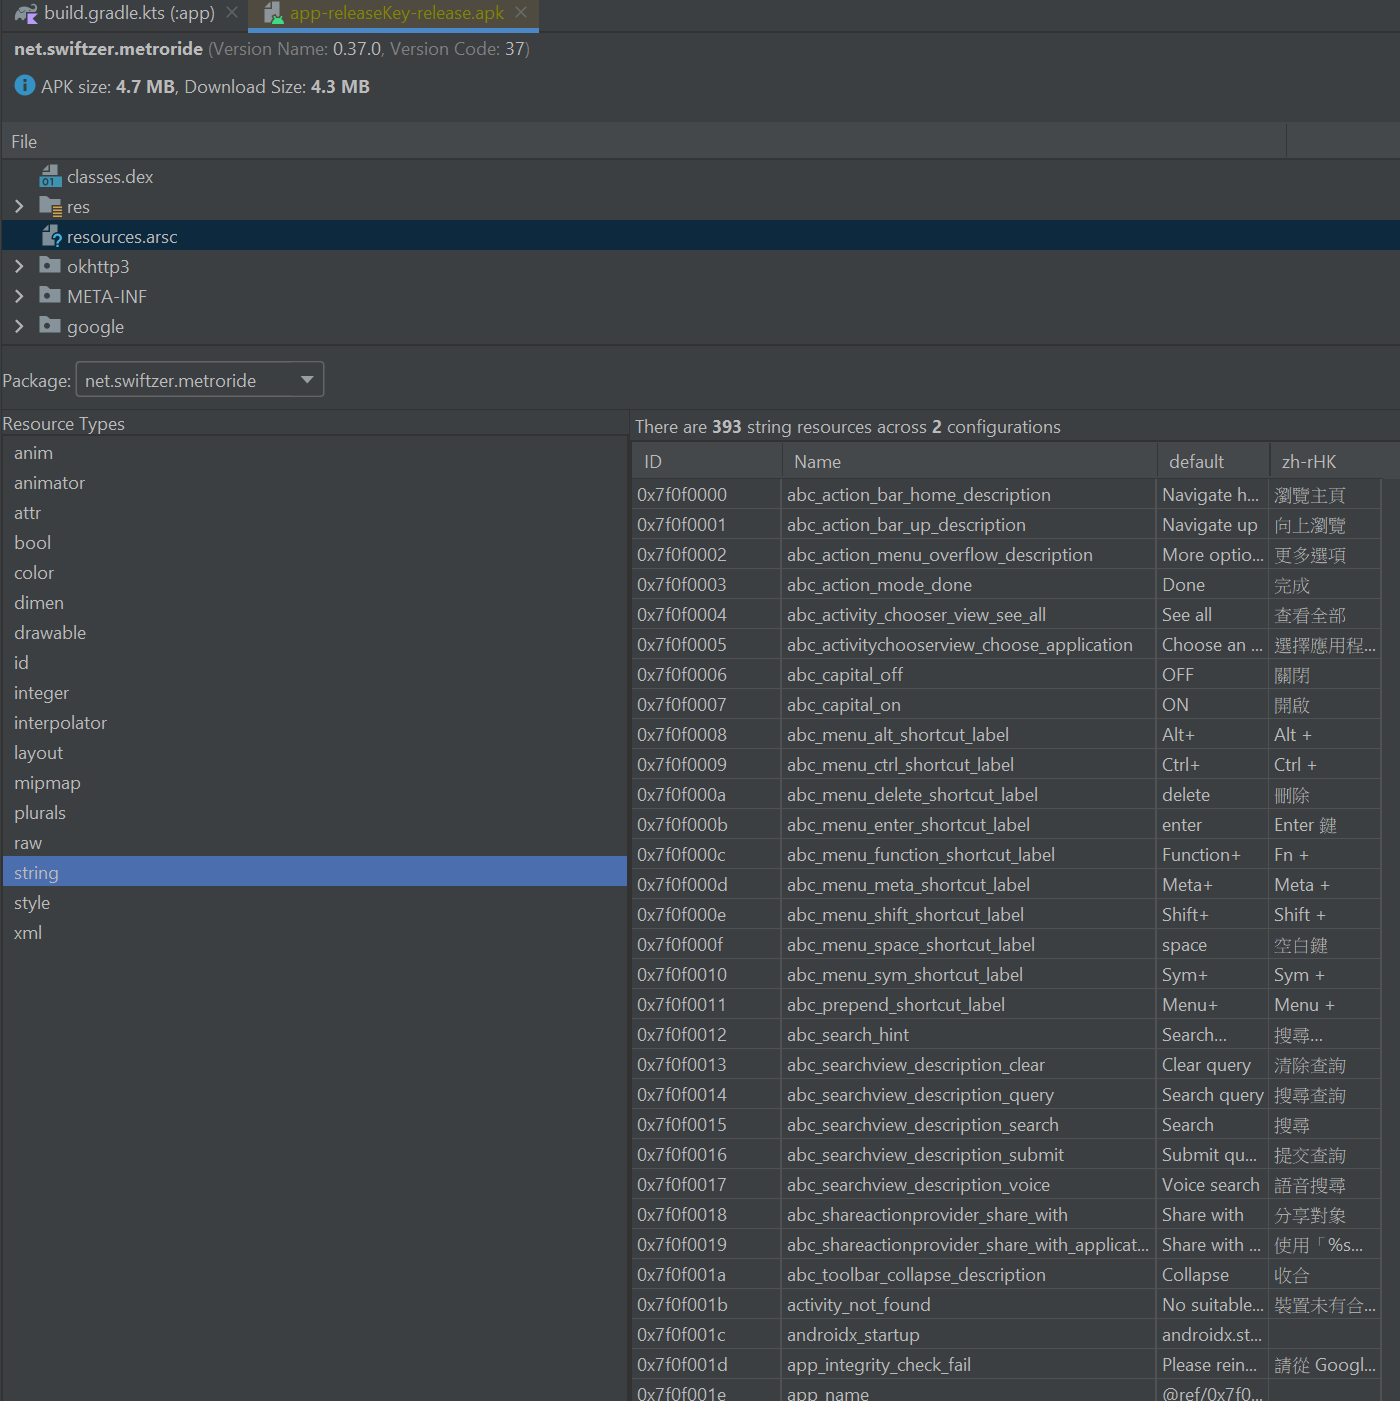 build.gradle.kts (:app)
app-releaseKey-release.apk
net.swiftzer.metroride (Version Name: 0.37.0, Version Code: 37)
APK size: 4.7 MB, Download Size: 4.3 MB
File
classes.dex
res
resources.arsc
okhttp3
META-INF
google
Package: net.swiftzer.metroride
Resource Types
anim
animator
attr
bool
color
dimen
drawable
id
integer
interpolator
layout
mipmap
plurals
raw
string
style
xml
There are 393 string resources across 2 configurations
ID Name default zh-rHK
0x7f0f0000 abc_action_bar_home_description Navigate h... 瀏覽主頁
0x7f0f0001 abc_action_bar_up_description Navigate up 向上瀏覽
0x7f0f0002 abc_action_menu_overflow_description More optio... 更多選項
0x7f0f0003 abc_action_mode_done Done 完成
0x7f0f0004 abc_activity_chooser_view_see_all See all 查看全部
0x7f0f0005 abc_activitychooserview_choose_application Choose an ... 選擇應用程...
0x7f0f0006 abc_capital_off OFF 關閉
0x7f0f0007 abc_capital_on ON 開啟
0x7f0f0008 abc_menu_alt_shortcut_label Alt+ Alt +
0x7f0f0009 abc_menu_ctrl_shortcut_label Ctrl+ Ctrl +
0x7f0f000a abc_menu_delete_shortcut_label delete 刪除
0x7f0f000b abc_menu_enter_shortcut_label enter Enter 鍵
0x7f0f000c abc_menu_function_shortcut_label Function+ Fn +
0x7f0f000d abc_menu_meta_shortcut_label Meta+ Meta +
0x7f0f000e abc_menu_shift_shortcut_label Shift+ Shift +
0x7f0f000f abc_menu_space_shortcut_label space 空白鍵
0x7f0f0010 abc_menu_sym_shortcut_label Sym+ Sym +
0x7f0f0011 abc_prepend_shortcut_label Menu+ Menu +
0x7f0f0012 abc_search_hint Search... 搜尋...
0x7f0f0013 abc_searchview_description_clear Clear query 清除查詢
0x7f0f0014 abc_searchview_description_query Search query 搜尋查詢
0x7f0f0015 abc_searchview_description_search Search 搜尋
0x7f0f0016 abc_searchview_description_submit Submit qu... 提交查詢
0x7f0f0017 abc_searchview_description_voice Voice search 語音搜尋
0x7f0f0018 abc_shareactionprovider_share_with Share with 分享對象
0x7f0f0019 abc_shareactionprovider_share_with_applicat... Share with ... 使用「%s...
0x7f0f001a abc_toolbar_collapse_description Collapse 收合
0x7f0f001b activity_not_found No suitable... 裝置未有合...
0x7f0f001c androidx_startup androidx.st...
0x7f0f001d app_integrity_check_fail Please rein... 請從 Googl...
0x7f0f001e app_name @ref/0x7f0...